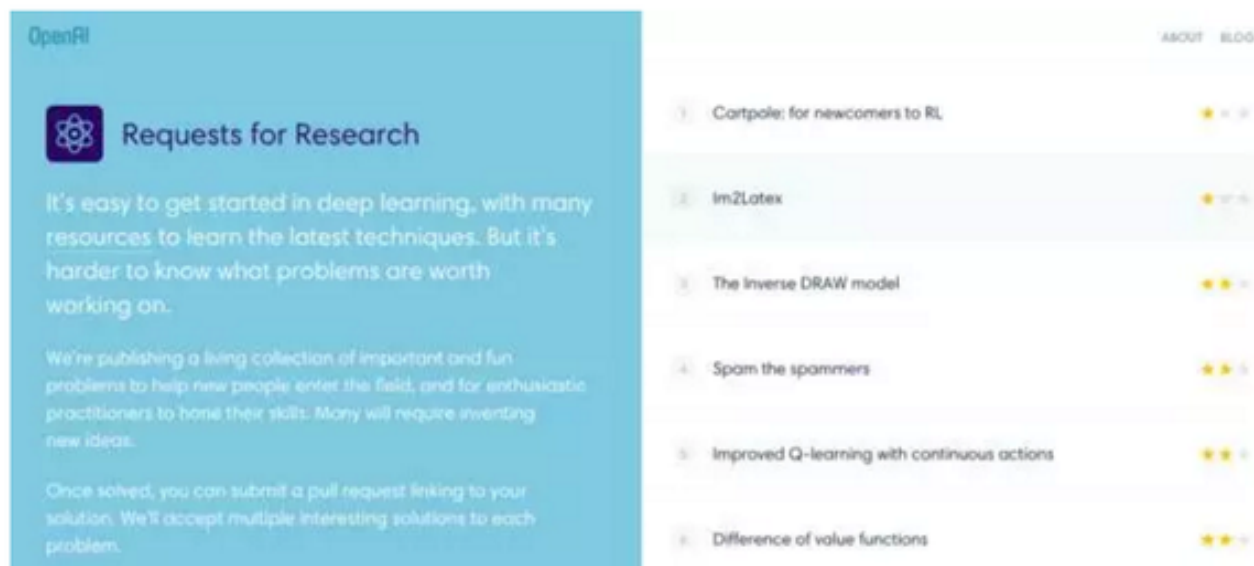 OpenAI
Requests for Research
It's easy to get started in deep learning, with many
resources to learn the latest techniques. But it's
harder to know what problems are worth
working on.
We're publishing a living collection of important and fun
problems to help new people enter the field, and for enthusiastic
practitioners to hone their skills. Many will require inventing
new ideas.
Once solved, you can submit a pull request linking to your
solution. We'll accept multiple interesting solutions to each
problem.
ABOUT BLOG
1 Cartpole: for newcomers to RL
2 Im2Latex
3 The Inverse DRAW model
4 Spam the spammers
5 Improved Q-learning with continuous actions
6 Difference of value functions